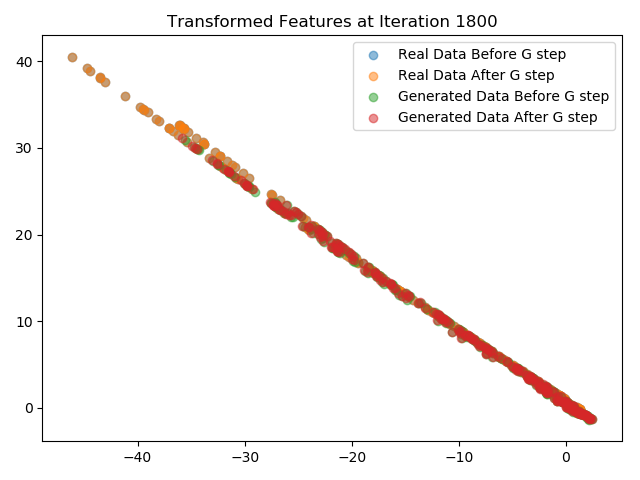 Transformed Features at Iteration 1800
Real Data Before G step
Real Data After G step
Generated Data Before G step
Generated Data After G step
40
30
20
10
0
−40
−30
−20
−10
0